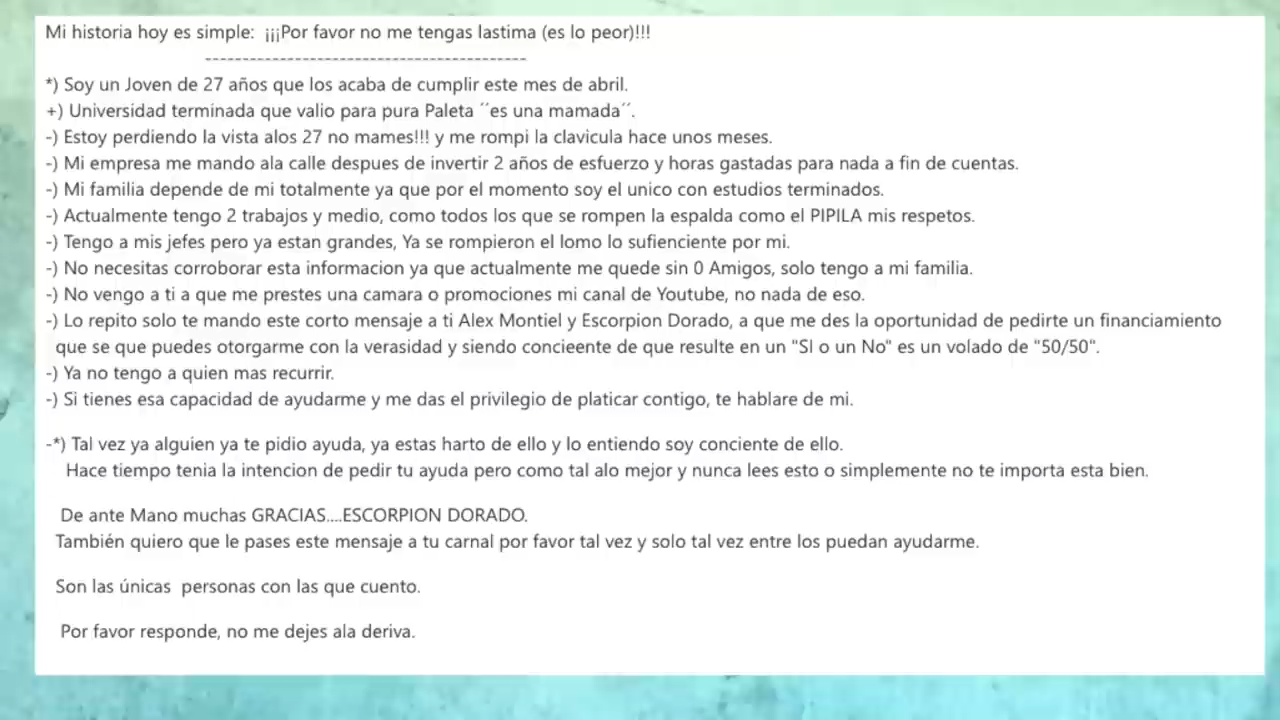 Mi historia hoy es simple:  ¡¡¡Por favor no me tengas lastima (es lo peor)!!!
-------------------------------------------
*) Soy un Joven de 27 años que los acaba de cumplir este mes de abril.
+) Universidad terminada que valio para pura Paleta ´´es una mamada´´.
-) Estoy perdiendo la vista alos 27 no mames!!! y me rompi la clavicula hace unos meses.
-) Mi empresa me mando ala calle despues de invertir 2 años de esfuerzo y horas gastadas para nada a fin de cuentas.
-) Mi familia depende de mi totalmente ya que por el momento soy el unico con estudios terminados.
-) Actualmente tengo 2 trabajos y medio, como todos los que se rompen la espalda como el PIPILA mis respetos.
-) Tengo a mis jefes pero ya estan grandes, Ya se rompieron el lomo lo sufienciente por mi.
-) No necesitas corroborar esta informacion ya que actualmente me quede sin 0 Amigos, solo tengo a mi familia.
-) No vengo a ti a que me prestes una camara o promociones mi canal de Youtube, no nada de eso.
-) Lo repito solo te mando este corto mensaje a ti Alex Montiel y Escorpion Dorado, a que me des la oportunidad de pedirte un financiamiento
que se que puedes otorgarme con la verasidad y siendo concieente de que resulte en un "SI o un No" es un volado de "50/50".
-) Ya no tengo a quien mas recurrir.
-) Si tienes esa capacidad de ayudarme y me das el privilegio de platicar contigo, te hablare de mi.
-*) Tal vez ya alguien ya te pidio ayuda, ya estas harto de ello y lo entiendo soy conciente de ello.
Hace tiempo tenia la intencion de pedir tu ayuda pero como tal alo mejor y nunca lees esto o simplemente no te importa esta bien.
De ante Mano muchas GRACIAS....ESCORPION DORADO.
También quiero que le pases este mensaje a tu carnal por favor tal vez y solo tal vez entre los puedan ayudarme.
Son las únicas  personas con las que cuento.
Por favor responde, no me dejes ala deriva.